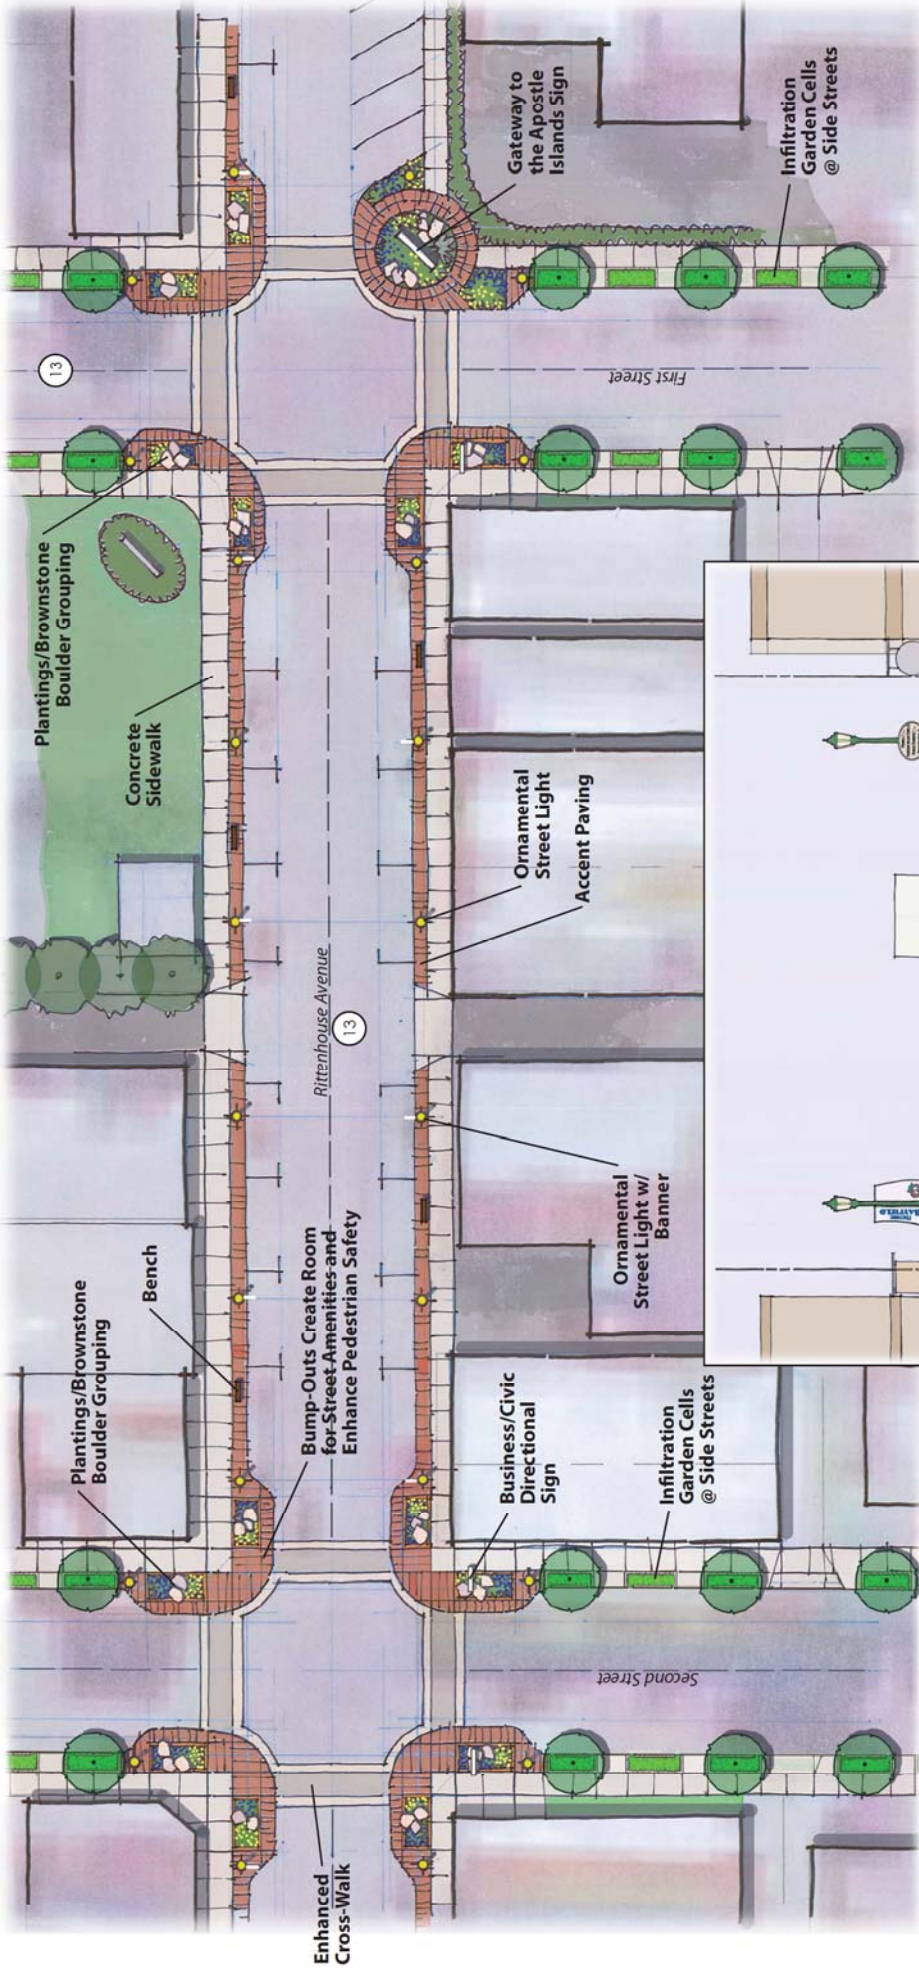 Plantings/Brownstone
Boulder Grouping
Bench
Bump-Outs Create Room
for Street Amenities and
Enhance Pedestrian Safety
Enhanced
Cross-Walk
Plantings/Brownstone
Boulder Grouping
Concrete
Sidewalk
13
Rittenhouse Avenue
13
Second Street
First Street
Business/Civic
Directional
Sign
Infiltration
Garden Cells
@ Side Streets
Ornamental
Street Light w/
Banner
Ornamental
Street Light
Accent Paving
Gateway to
the Apostle
Islands Sign
Infiltration
Garden Cells
@ Side Streets
BAYFIELD